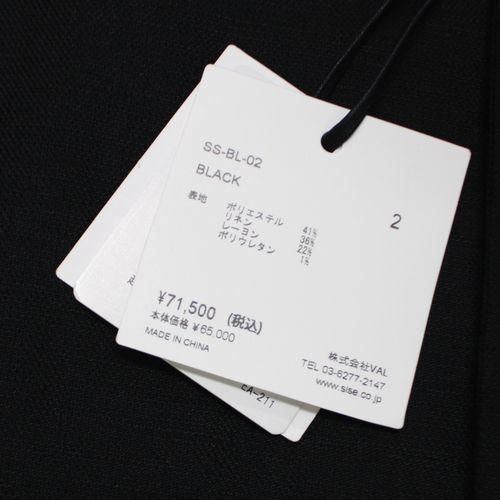 SS-BL-02
BLACK
2
表地 ポリエステル 41%
リネン 36%
レーヨン 22%
ポリウレタン 1%
¥71,500 (税込)
本体価格 ¥65,000
MADE IN CHINA
株式会社VAL
TEL 03-6277-2147
www.sise.co.jp
EA-211